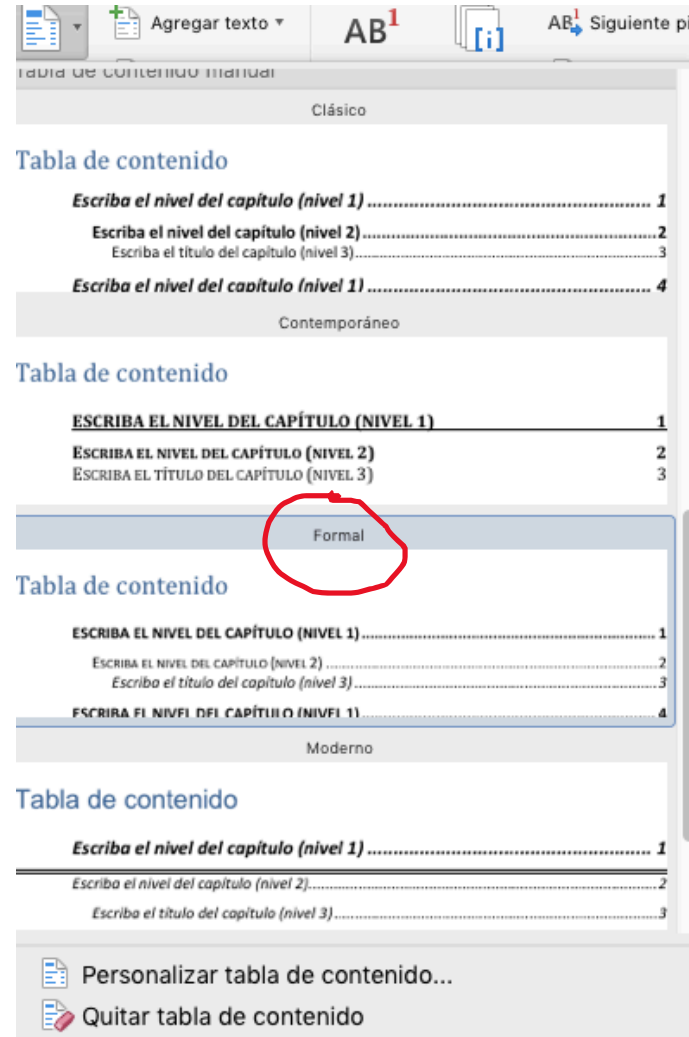 Agregar texto
AB1
[i]
AB1 Siguiente pi
Tabla de contenido manual
Clásico
Tabla de contenido
Escriba el nivel del capítulo (nivel 1) ........................................................ 1
Escriba el nivel del capítulo (nivel 2) ........................................................ 2
Escriba el título del capítulo (nivel 3) ........................................................ 3
Escriba el nivel del capítulo (nivel 1) ........................................................ 4
Contemporáneo
Tabla de contenido
ESCRIBA EL NIVEL DEL CAPÍTULO (NIVEL 1) 1
ESCRIBA EL NIVEL DEL CAPÍTULO (NIVEL 2) 2
ESCRIBA EL TÍTULO DEL CAPÍTULO (NIVEL 3) 3
Formal
Tabla de contenido
ESCRIBA EL NIVEL DEL CAPÍTULO (NIVEL 1) ........................................................ 1
ESCRIBA EL NIVEL DEL CAPÍTULO (NIVEL 2) ........................................................ 2
Escriba el título del capítulo (nivel 3) ........................................................ 3
ESCRIBA EL NIVEL DEL CAPÍTULO (NIVEL 1) ........................................................ 4
Moderno
Tabla de contenido
Escriba el nivel del capítulo (nivel 1) ........................................................ 1
Escriba el nivel del capítulo (nivel 2) ........................................................ 2
Escriba el título del capítulo (nivel 3) ........................................................ 3
Personalizar tabla de contenido...
Quitar tabla de contenido